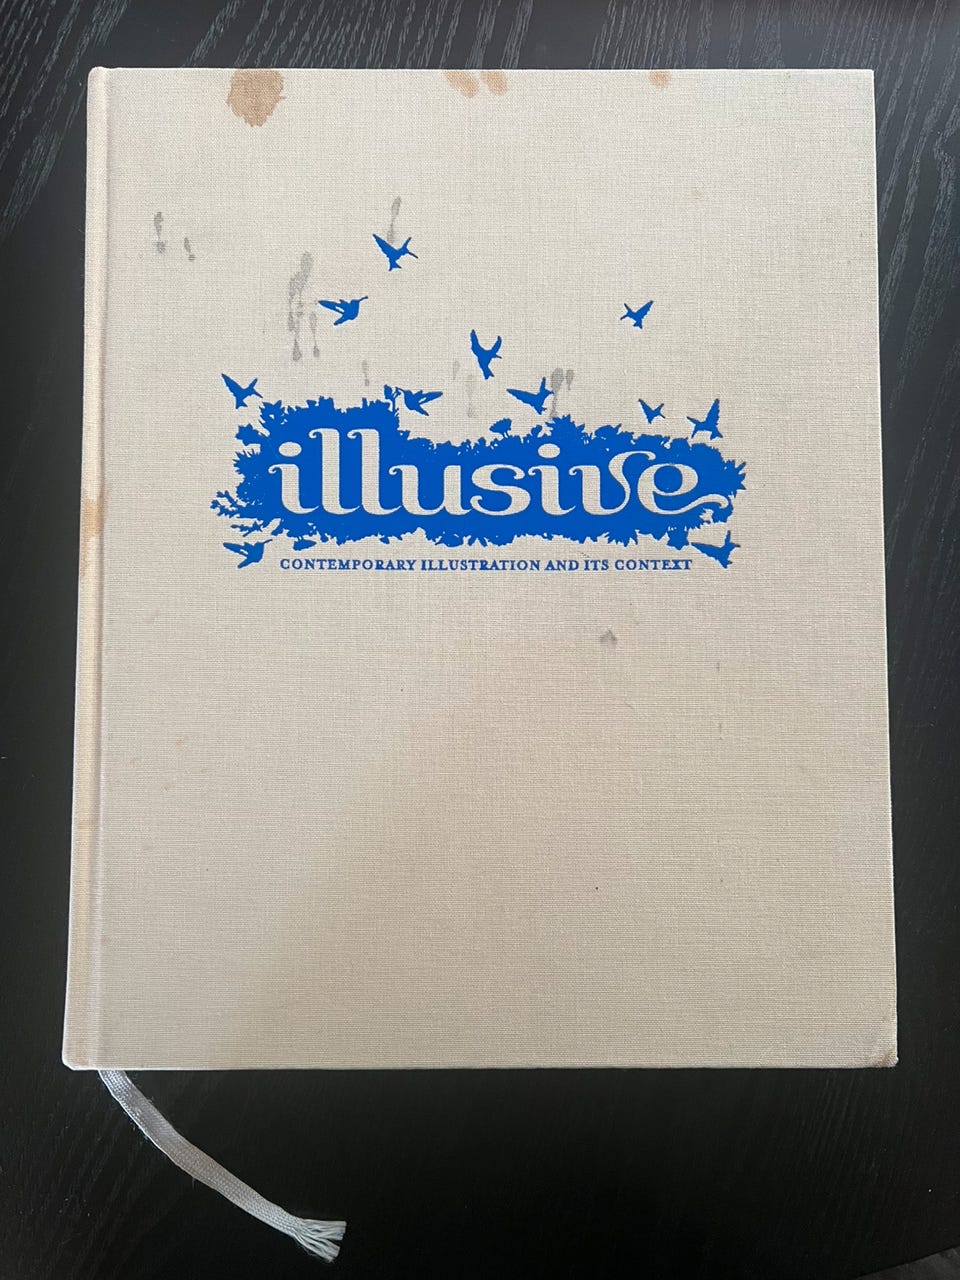 illusive
CONTEMPORARY ILLUSTRATION AND ITS CONTEXT